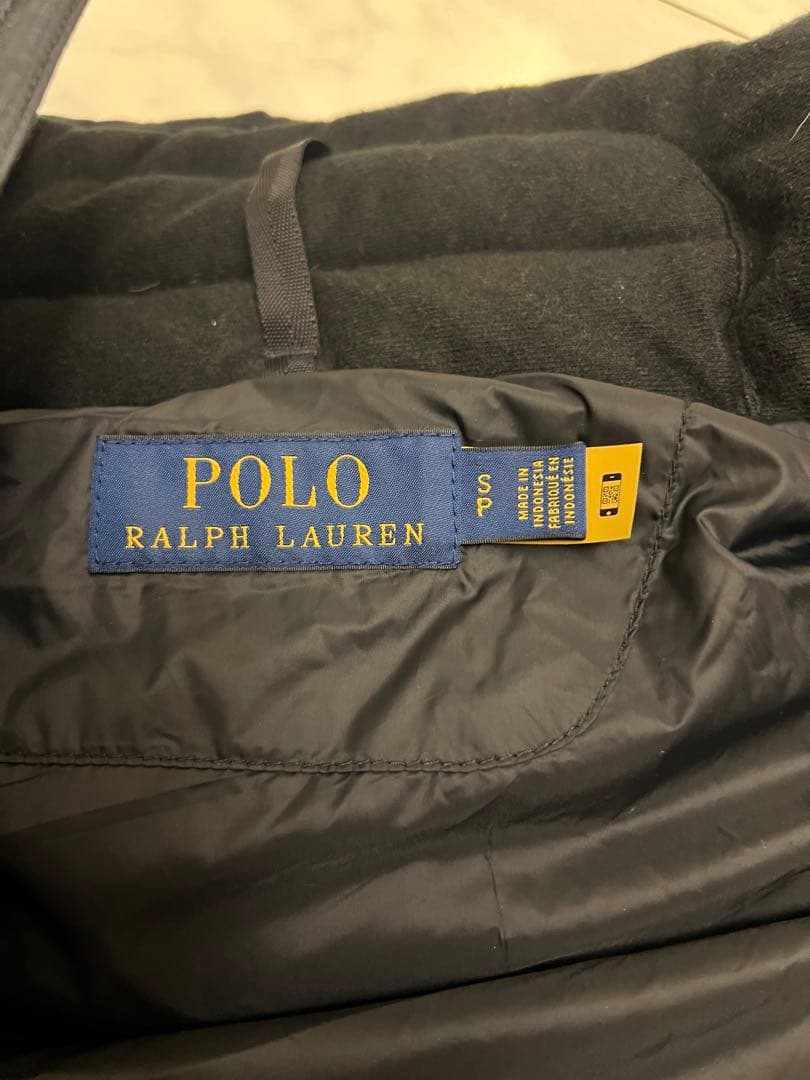 POLO
RALPH LAUREN
S
P
MADE IN
INDONESIA
FABRIQUÉ EN
INDONÉSIE